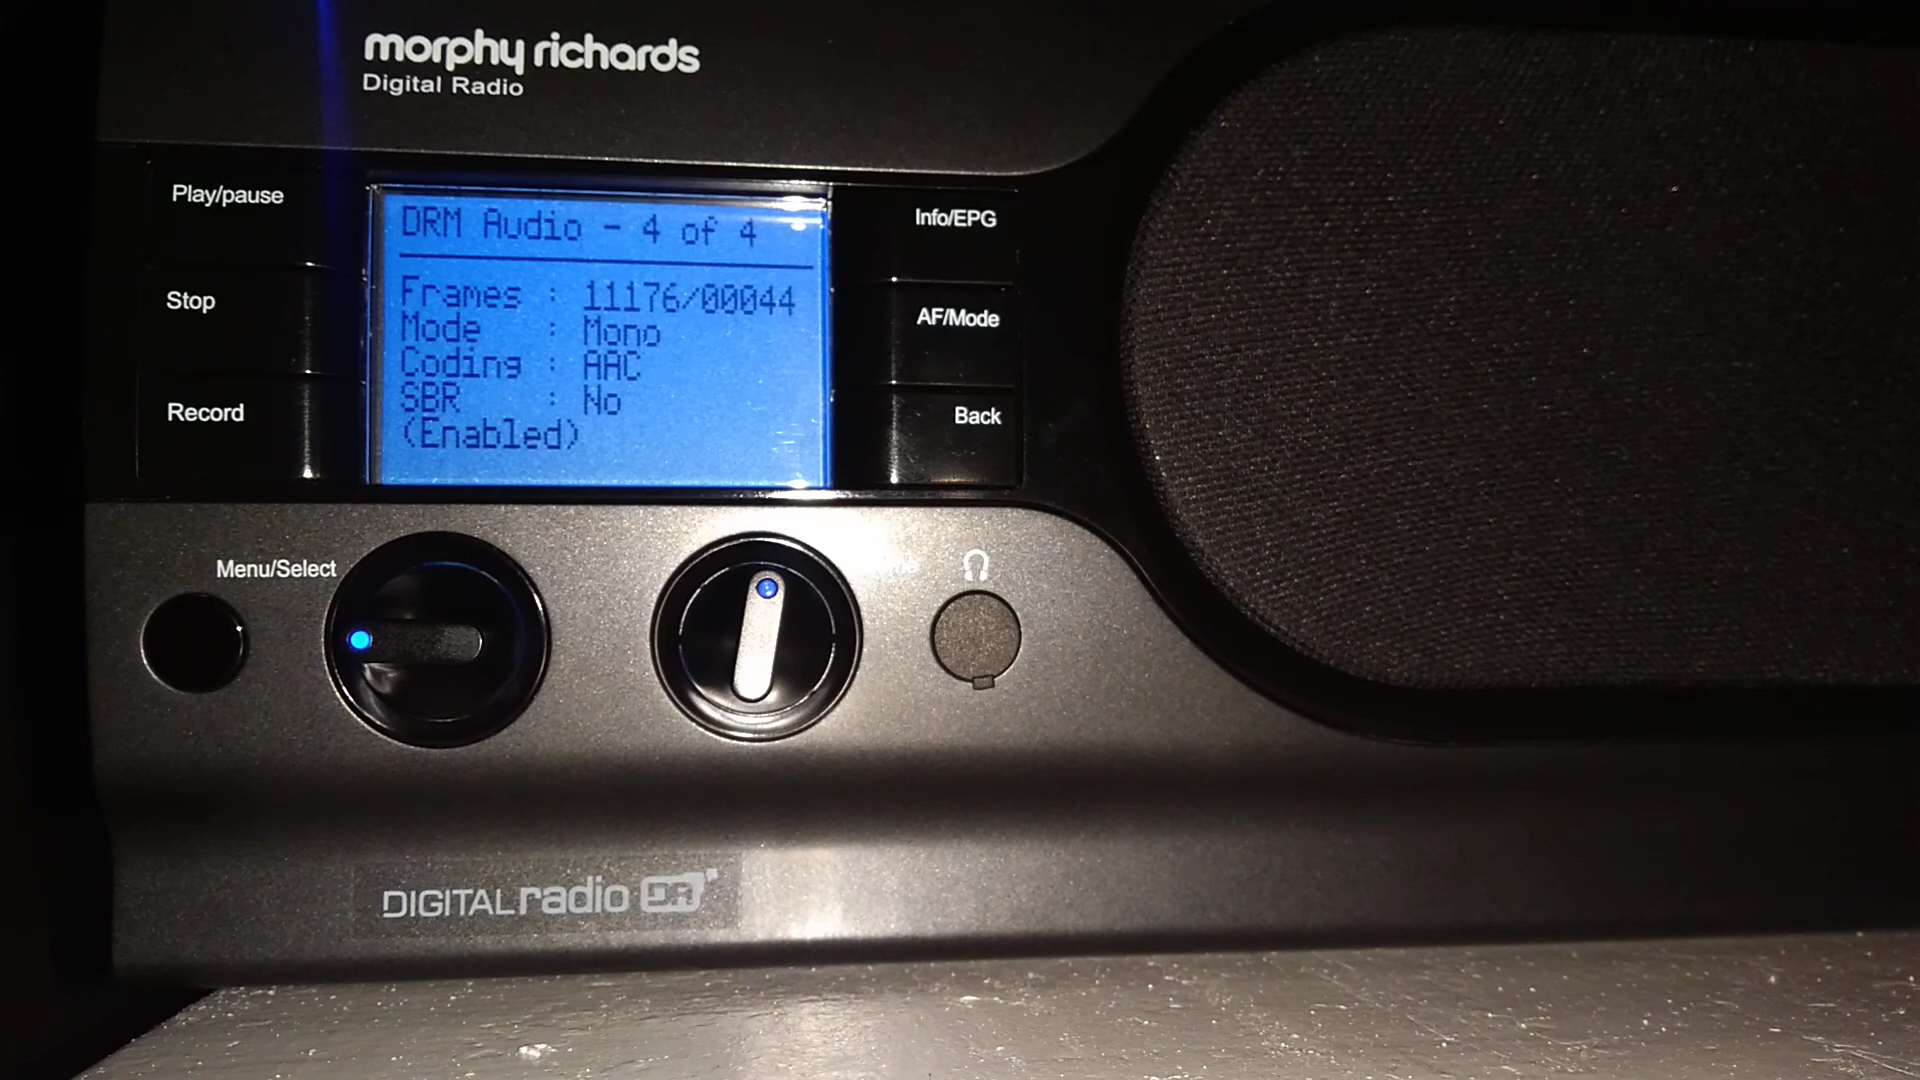 morphy richards
Digital Radio
Play/pause
Stop
Record
DRM Audio - 4 of 4
Frames : 11176/00044
Mode : Mono
Coding : AAC
SBR : No
(Enabled)
Info/EPG
AF/Mode
Back
Menu/Select
DIGITAL radio DR